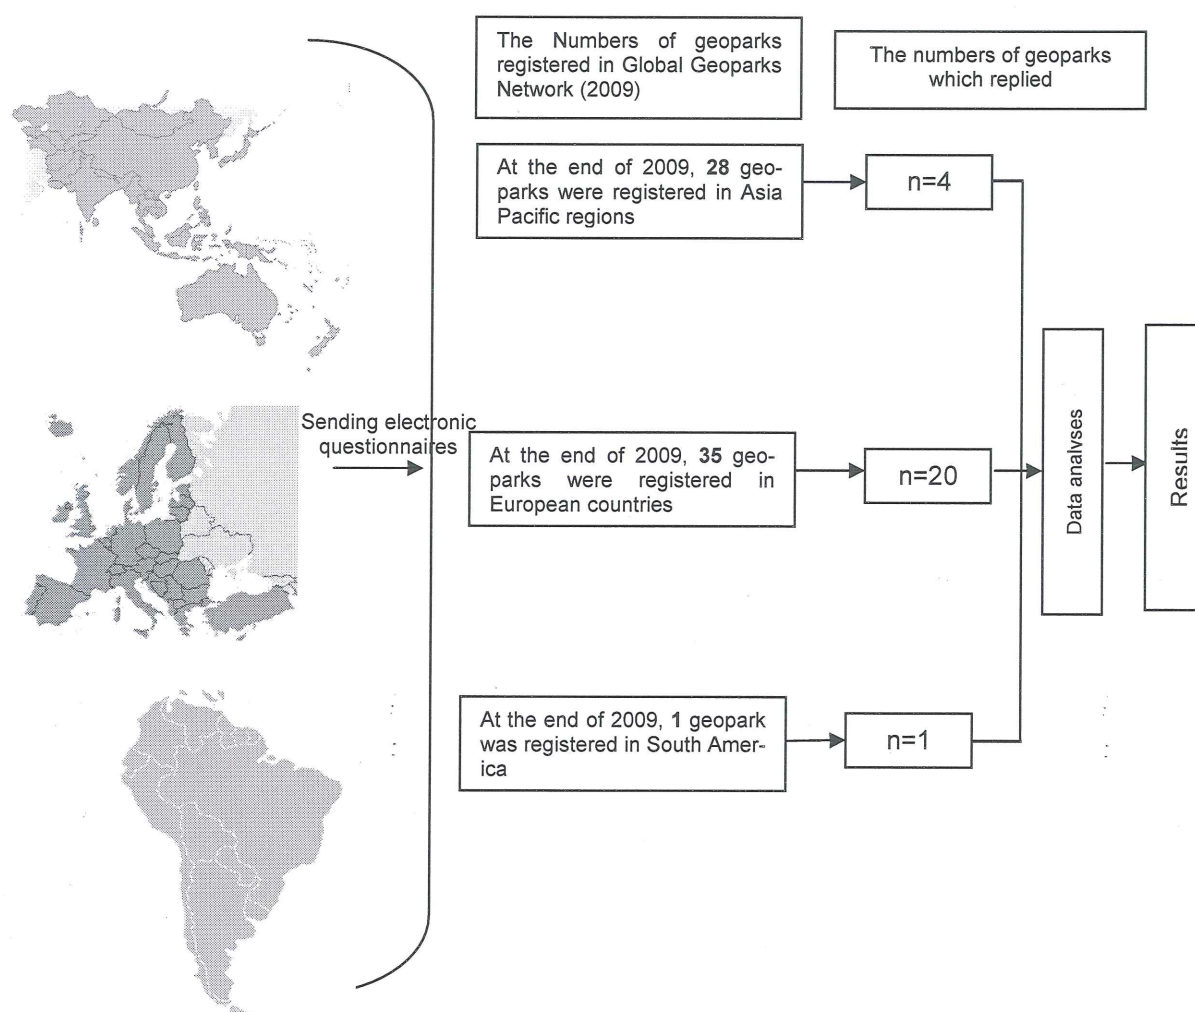 The Numbers of geoparks
registered in Global Geoparks
Network (2009)
The numbers of geoparks
which replied
At the end of 2009, 28 geo-
parks were registered in Asia
Pacific regions
n=4
Sending electronic
questionnaires
At the end of 2009, 35 geo-
parks were registered in
European countries
n=20
Data analyses
Results
At the end of 2009, 1 geopark
was registered in South Amer-
ica
n=1